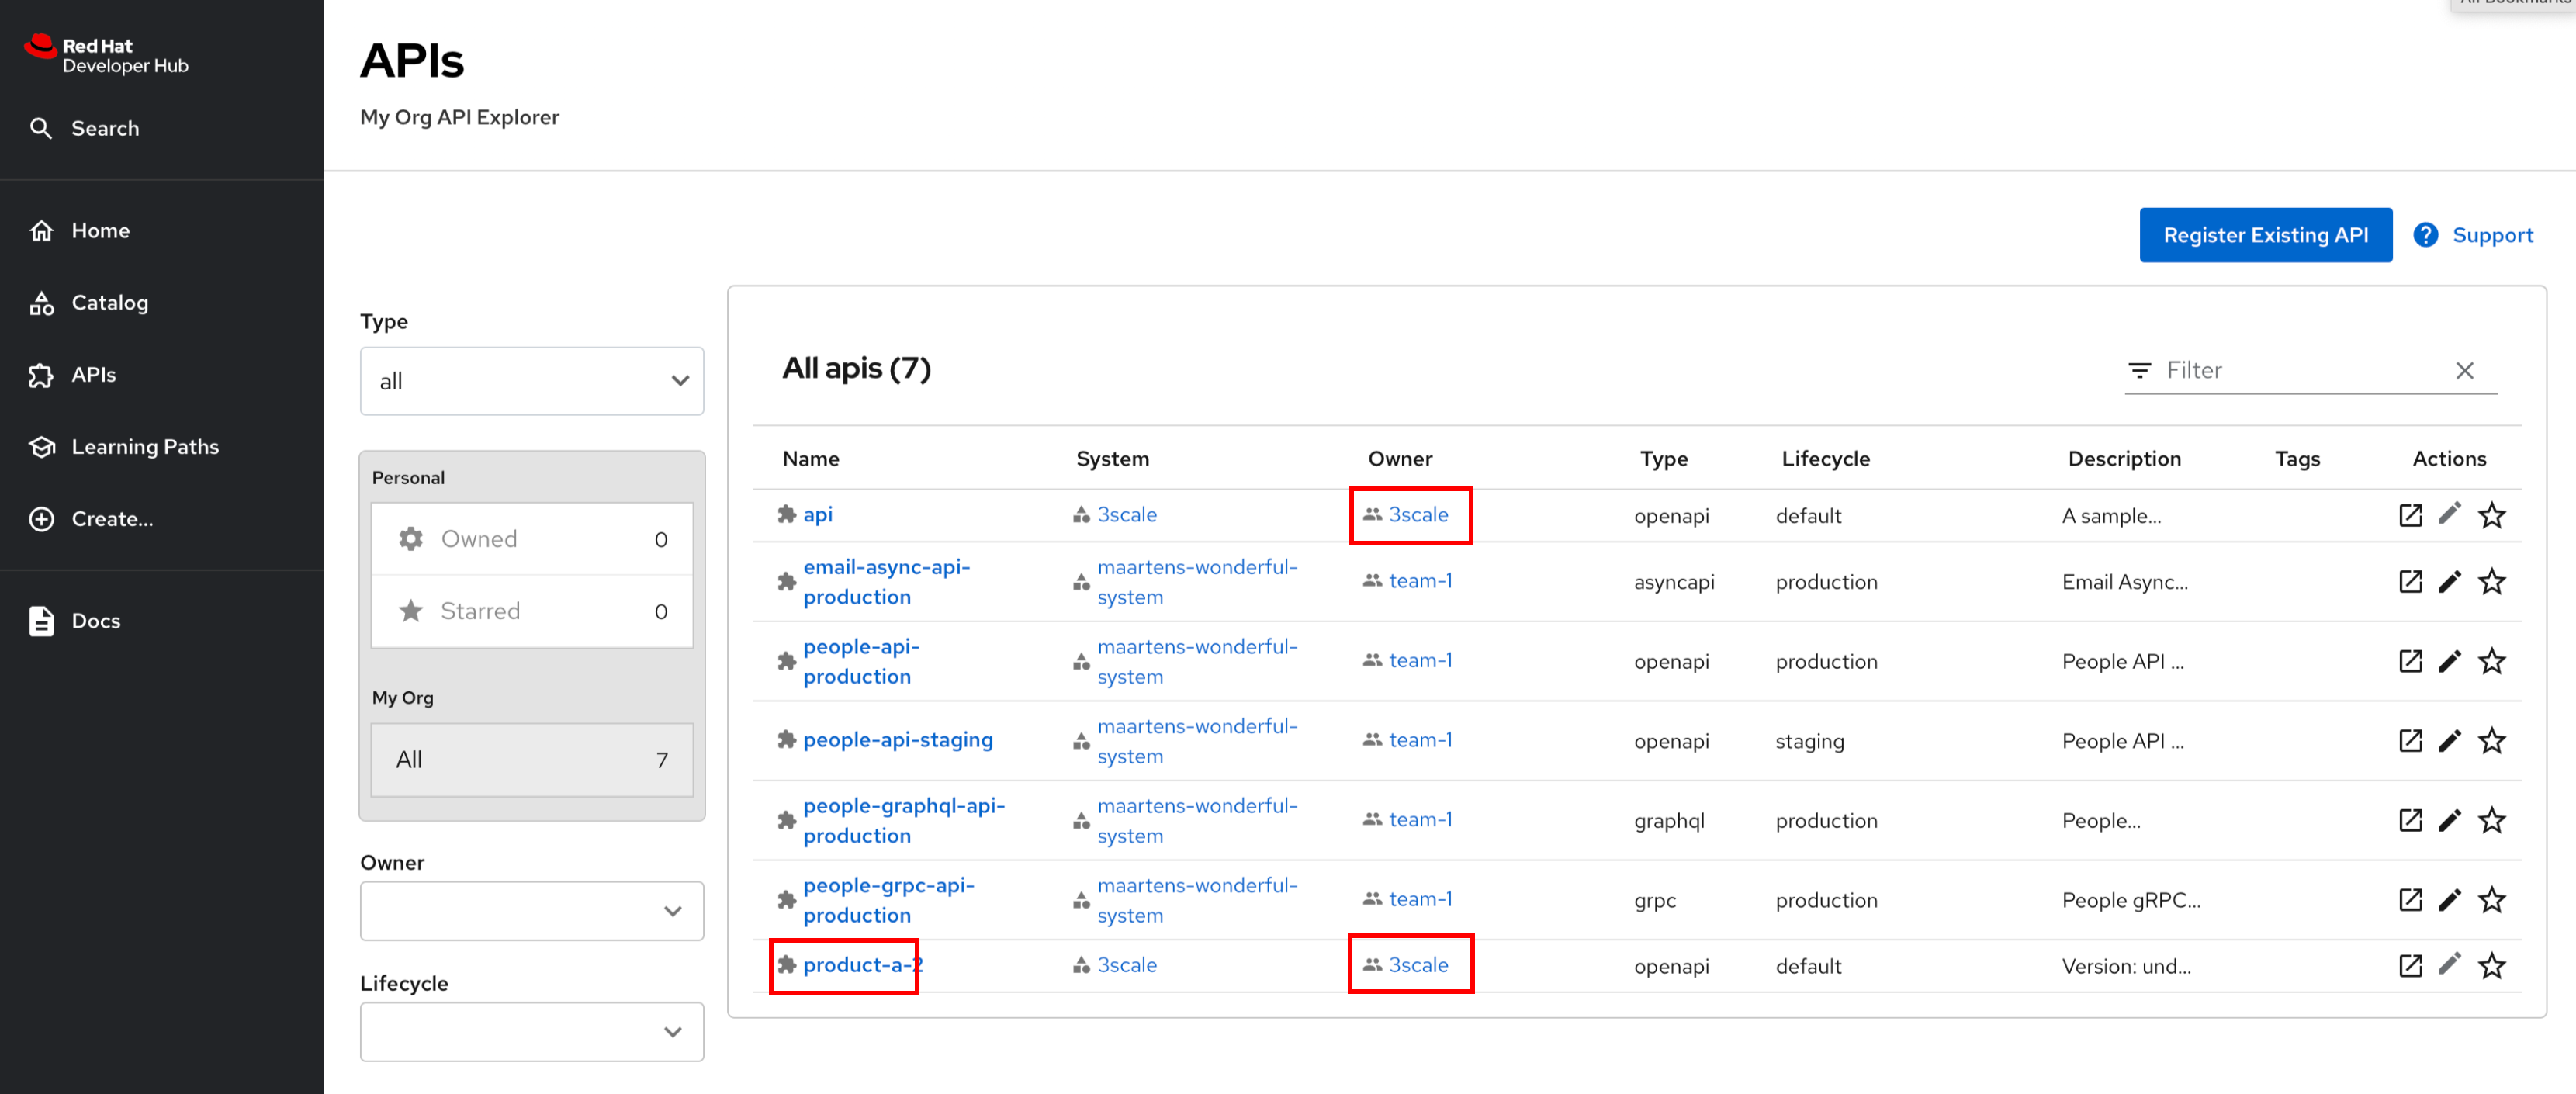 All Bookmarks
Red Hat
Developer Hub
Search
Home
Catalog
APIs
Learning Paths
Create...
Docs
APIs
My Org API Explorer
Register Existing API
Support
Type
all
Personal
Owned 0
Starred 0
My Org
All 7
Owner
Lifecycle
All apis (7)
Filter
Name System Owner Type Lifecycle Description Tags Actions
api 3scale 3scale openapi default A sample...
email-async-api-
production maartens-wonderful-
system team-1 asyncapi production Email Async...
people-api-
production maartens-wonderful-
system team-1 openapi production People API ...
people-api-staging maartens-wonderful-
system team-1 openapi staging People API ...
people-graphql-api-
production maartens-wonderful-
system team-1 graphql production People...
people-grpc-api-
production maartens-wonderful-
system team-1 grpc production People gRPC...
product-a-2 3scale 3scale openapi default Version: und...